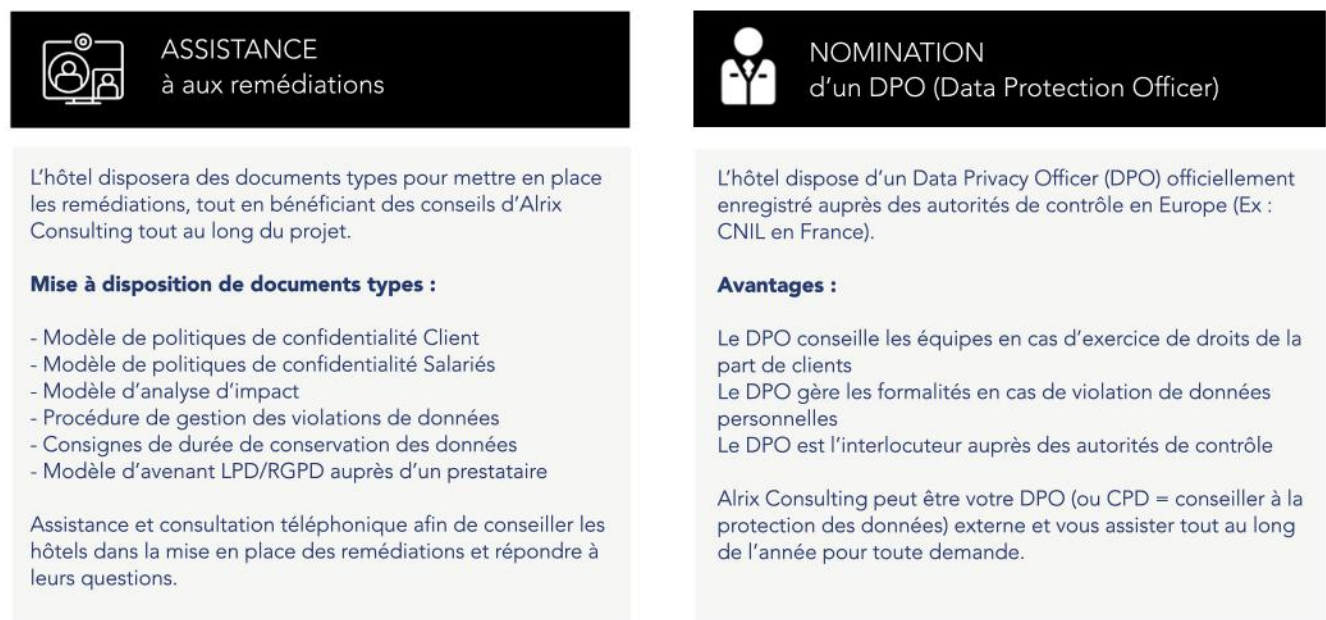 ASSISTANCE
à aux remédiations
L'hôtel disposera des documents types pour mettre en place
les remédiations, tout en bénéficiant des conseils d'Alrix
Consulting tout au long du projet.
Mise à disposition de documents types :
- Modèle de politiques de confidentialité Client
- Modèle de politiques de confidentialité Salariés
- Modèle d'analyse d'impact
- Procédure de gestion des violations de données
- Consignes de durée de conservation des données
- Modèle d'avenant LPD/RGPD auprès d'un prestataire
Assistance et consultation téléphonique afin de conseiller les
hôtels dans la mise en place des remédiations et répondre à
leurs questions.
NOMINATION
d'un DPO (Data Protection Officer)
L'hôtel dispose d'un Data Privacy Officer (DPO) officiellement
enregistré auprès des autorités de contrôle en Europe (Ex :
CNIL en France).
Avantages :
Le DPO conseille les équipes en cas d'exercice de droits de la
part de clients
Le DPO gère les formalités en cas de violation de données
personnelles
Le DPO est l'interlocuteur auprès des autorités de contrôle
Alrix Consulting peut être votre DPO (ou CPD = conseiller à la
protection des données) externe et vous assister tout au long
de l'année pour toute demande.